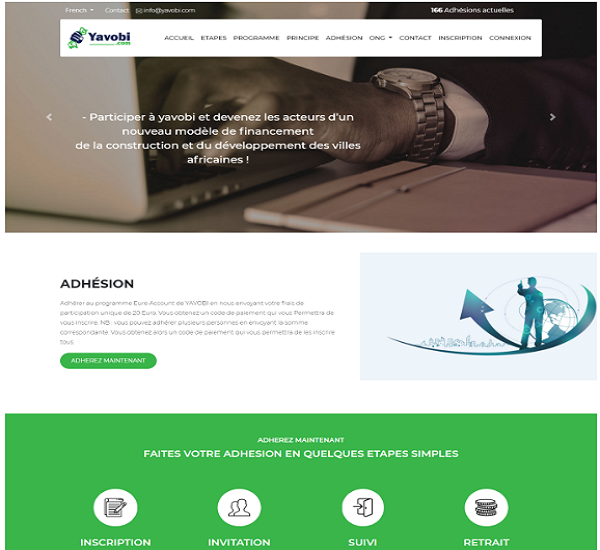 French Contact: info@yavobi.com 166 Adhésions actuelles
Yavobi
.com
ACCUEIL ETAPES PROGRAMME PRINCIPE ADHÉSION ONG CONTACT INSCRIPTION CONNEXION
- Participer à yavobi et devenez les acteurs d'un
nouveau modèle de financement
de la construction et du développement des villes
africaines !
ADHÉSION
Adhérer au programme Euro Account de YAVOBI en nous envoyant votre frais de
participation unique de 20 Euro. Vous obtenez un code de paiement qui vous Permettra de
vous inscrire. NB : vous pouvez adhérer plusieurs personnes en envoyant la somme
correspondante. Vous obtenez alors un code de paiement qui vous permettra de les inscrire
tous.
ADHEREZ MAINTENANT
ADHEREZ MAINTENANT
FAITES VOTRE ADHESION EN QUELQUES ETAPES SIMPLES
INSCRIPTION INVITATION SUIVI RETRAIT